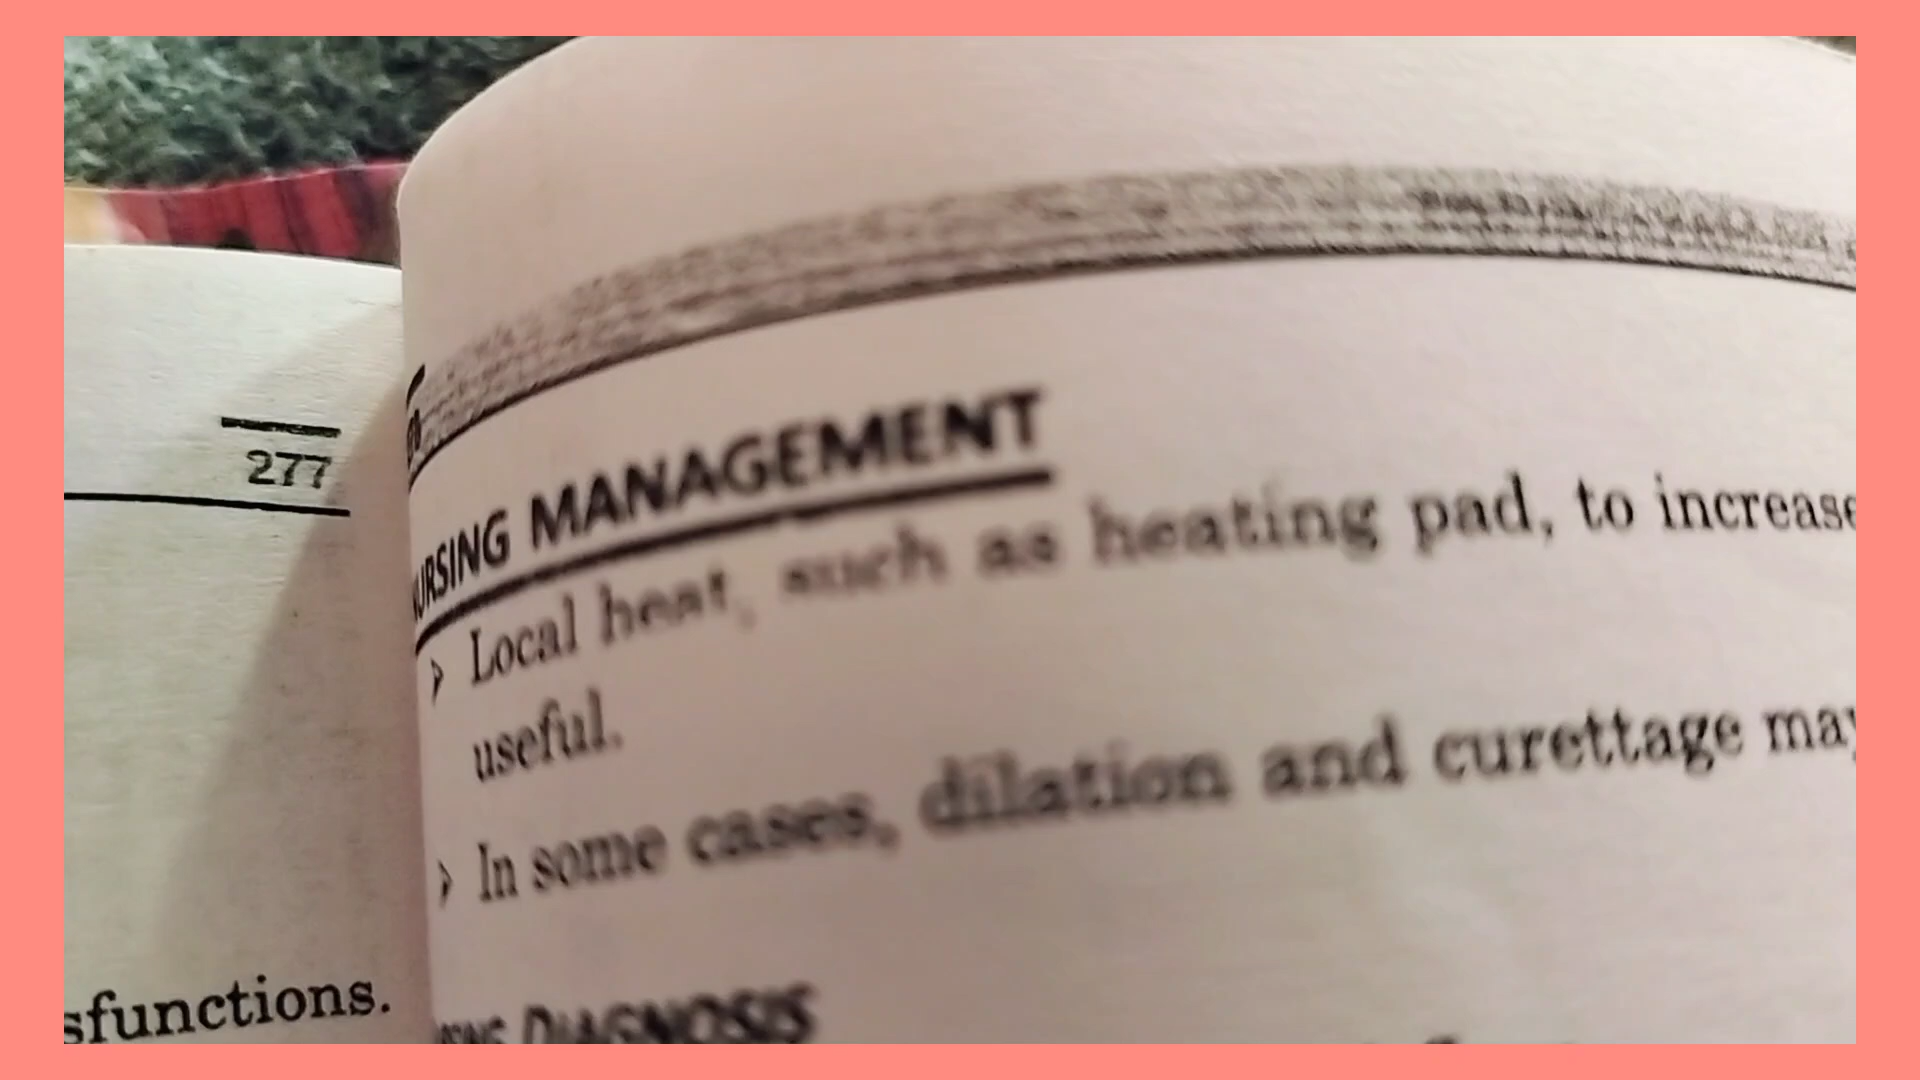 277
sfunctions.
URSING MANAGEMENT
Local heat, such as heating pad, to increase
useful.
In some cases, dilation and curettage may
DIAGNOSIS